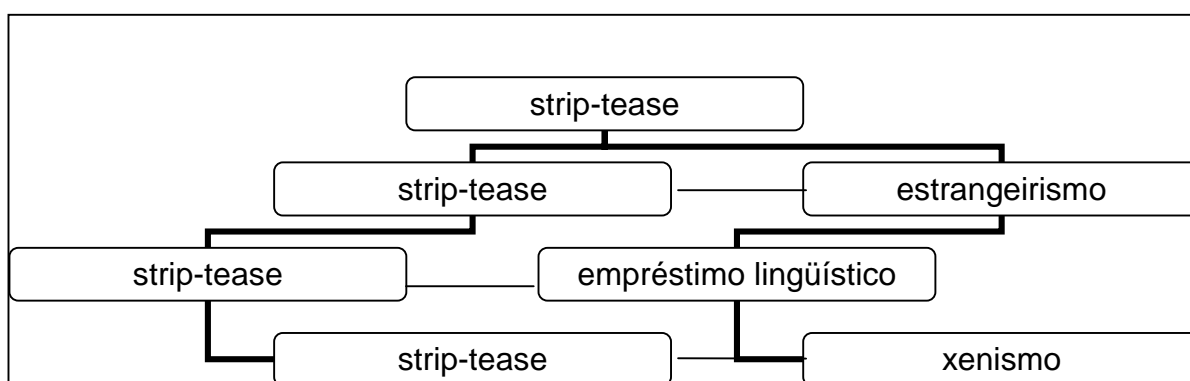 strip-tease
strip-tease estrangeirismo
strip-tease empréstimo lingüístico
strip-tease xenismo